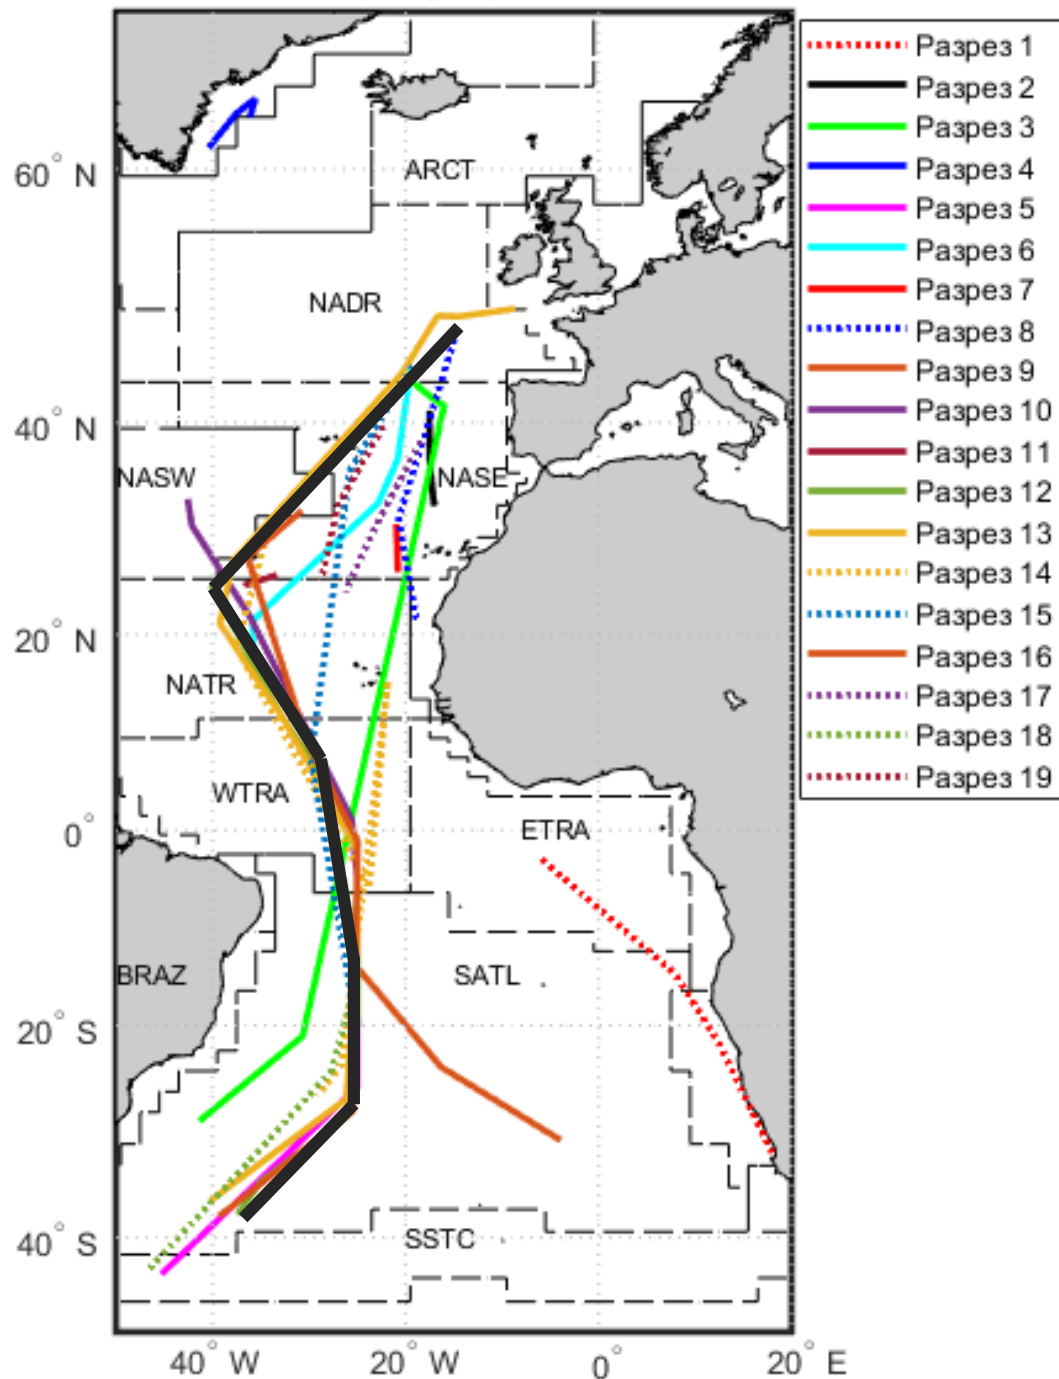 Разрез 1
Разрез 2
Разрез 3
Разрез 4
Разрез 5
Разрез 6
Разрез 7
Разрез 8
Разрез 9
Разрез 10
Разрез 11
Разрез 12
Разрез 13
Разрез 14
Разрез 15
Разрез 16
Разрез 17
Разрез 18
Разрез 19
60° N
ARCT
NADR
40° N
NASW
NASE
20° N
NATR
WTRA
0°
ETRA
BRAZ
SATL
20° S
40° S
SSTC
40° W
20° W
0°
20° E